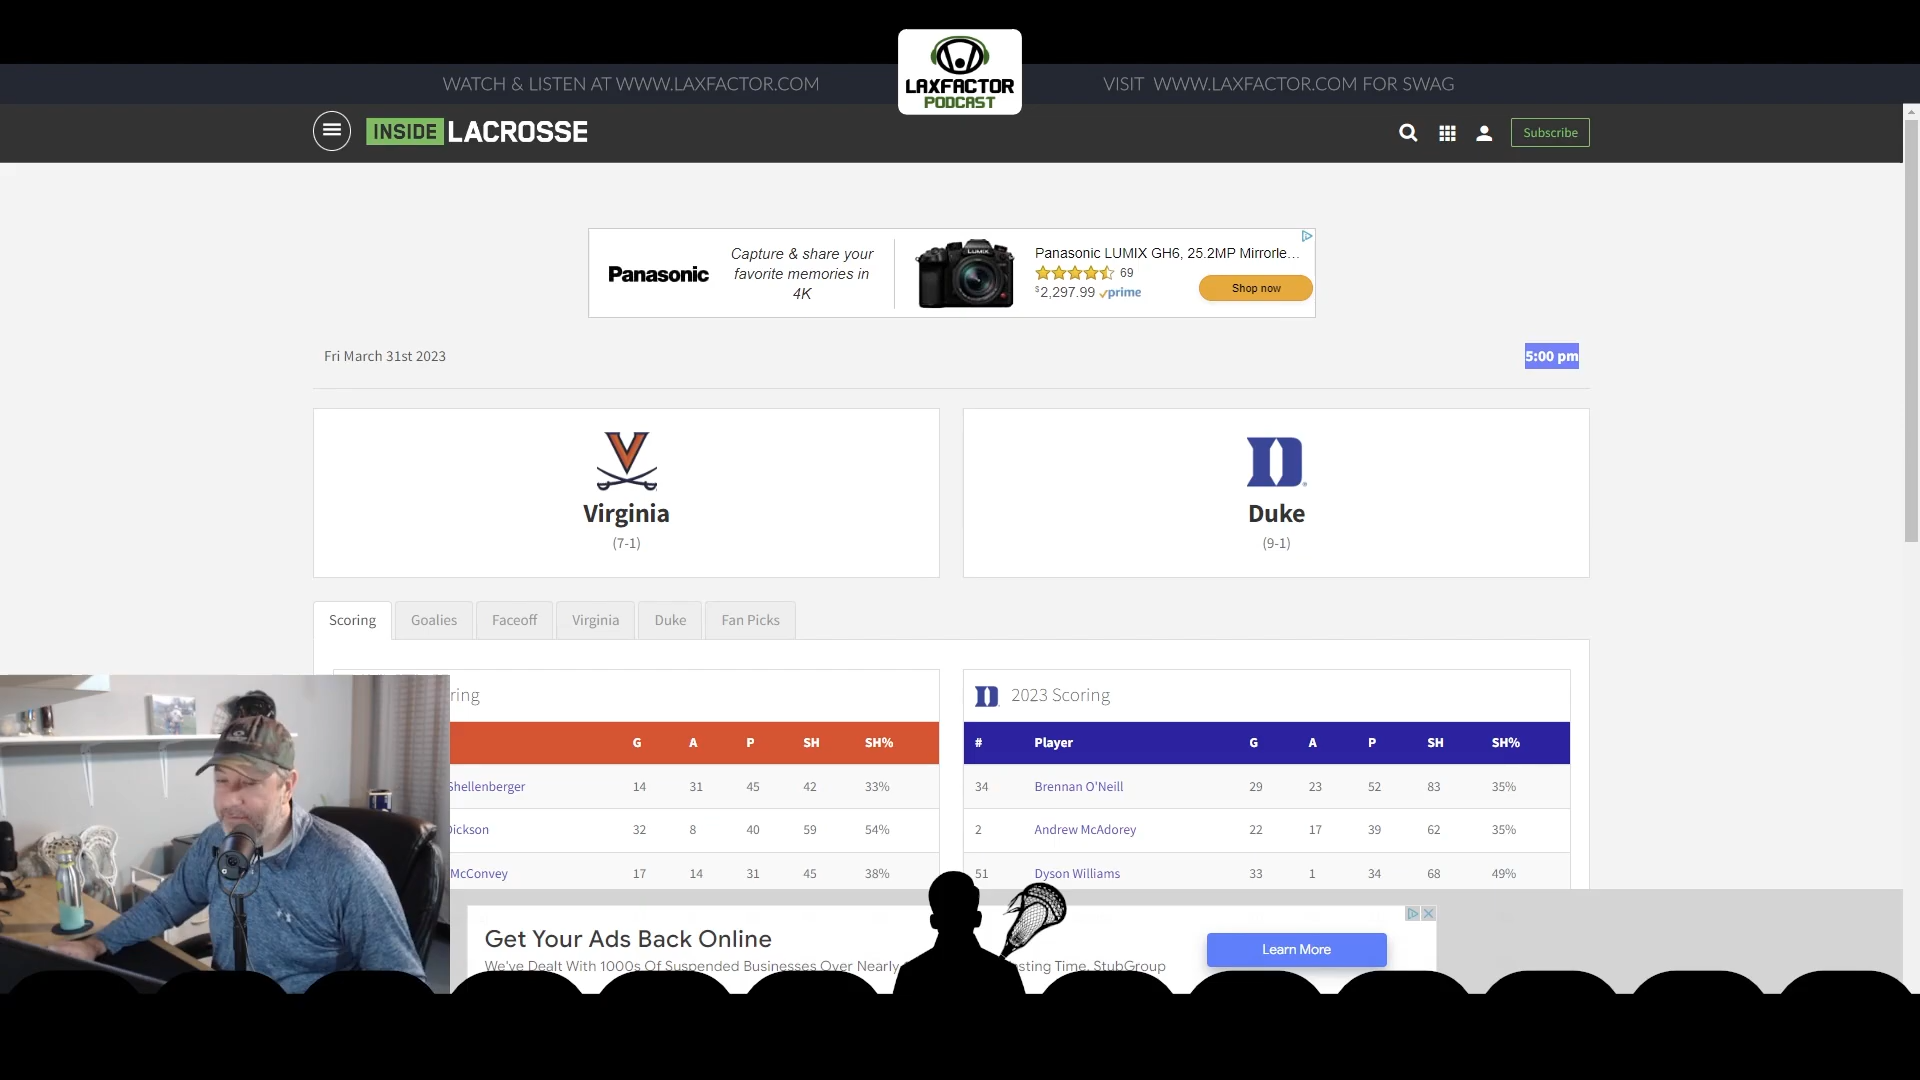 WATCH & LISTEN AT WWW.LAXFACTOR.COM
LAXFACTOR
PODCAST
VISIT WWW.LAXFACTOR.COM FOR SWAG
INSIDE LACROSSE
Subscribe
Panasonic
Capture & share your
favorite memories in
4K
LUMIX
Panasonic LUMIX GH6, 25.2MP Mirrorle...
69
$2,297.99 prime
Shop now
Fri March 31st 2023
5:00 pm
Virginia
(7-1)
Duke
(9-1)
Scoring Goalies Faceoff Virginia Duke Fan Picks
ring
G A P SH SH%
Shellenberger 14 31 45 42 33%
Dickson 32 8 40 59 54%
McConvey 17 14 31 45 38%
2023 Scoring
# Player G A P SH SH%
34 Brennan O'Neill 29 23 52 83 35%
2 Andrew McAdorey 22 17 39 62 35%
51 Dyson Williams 33 1 34 68 49%
Get Your Ads Back Online
We've Dealt With 1000s Of Suspended Businesses Over Nearly
sting Time. StubGroup
Learn More